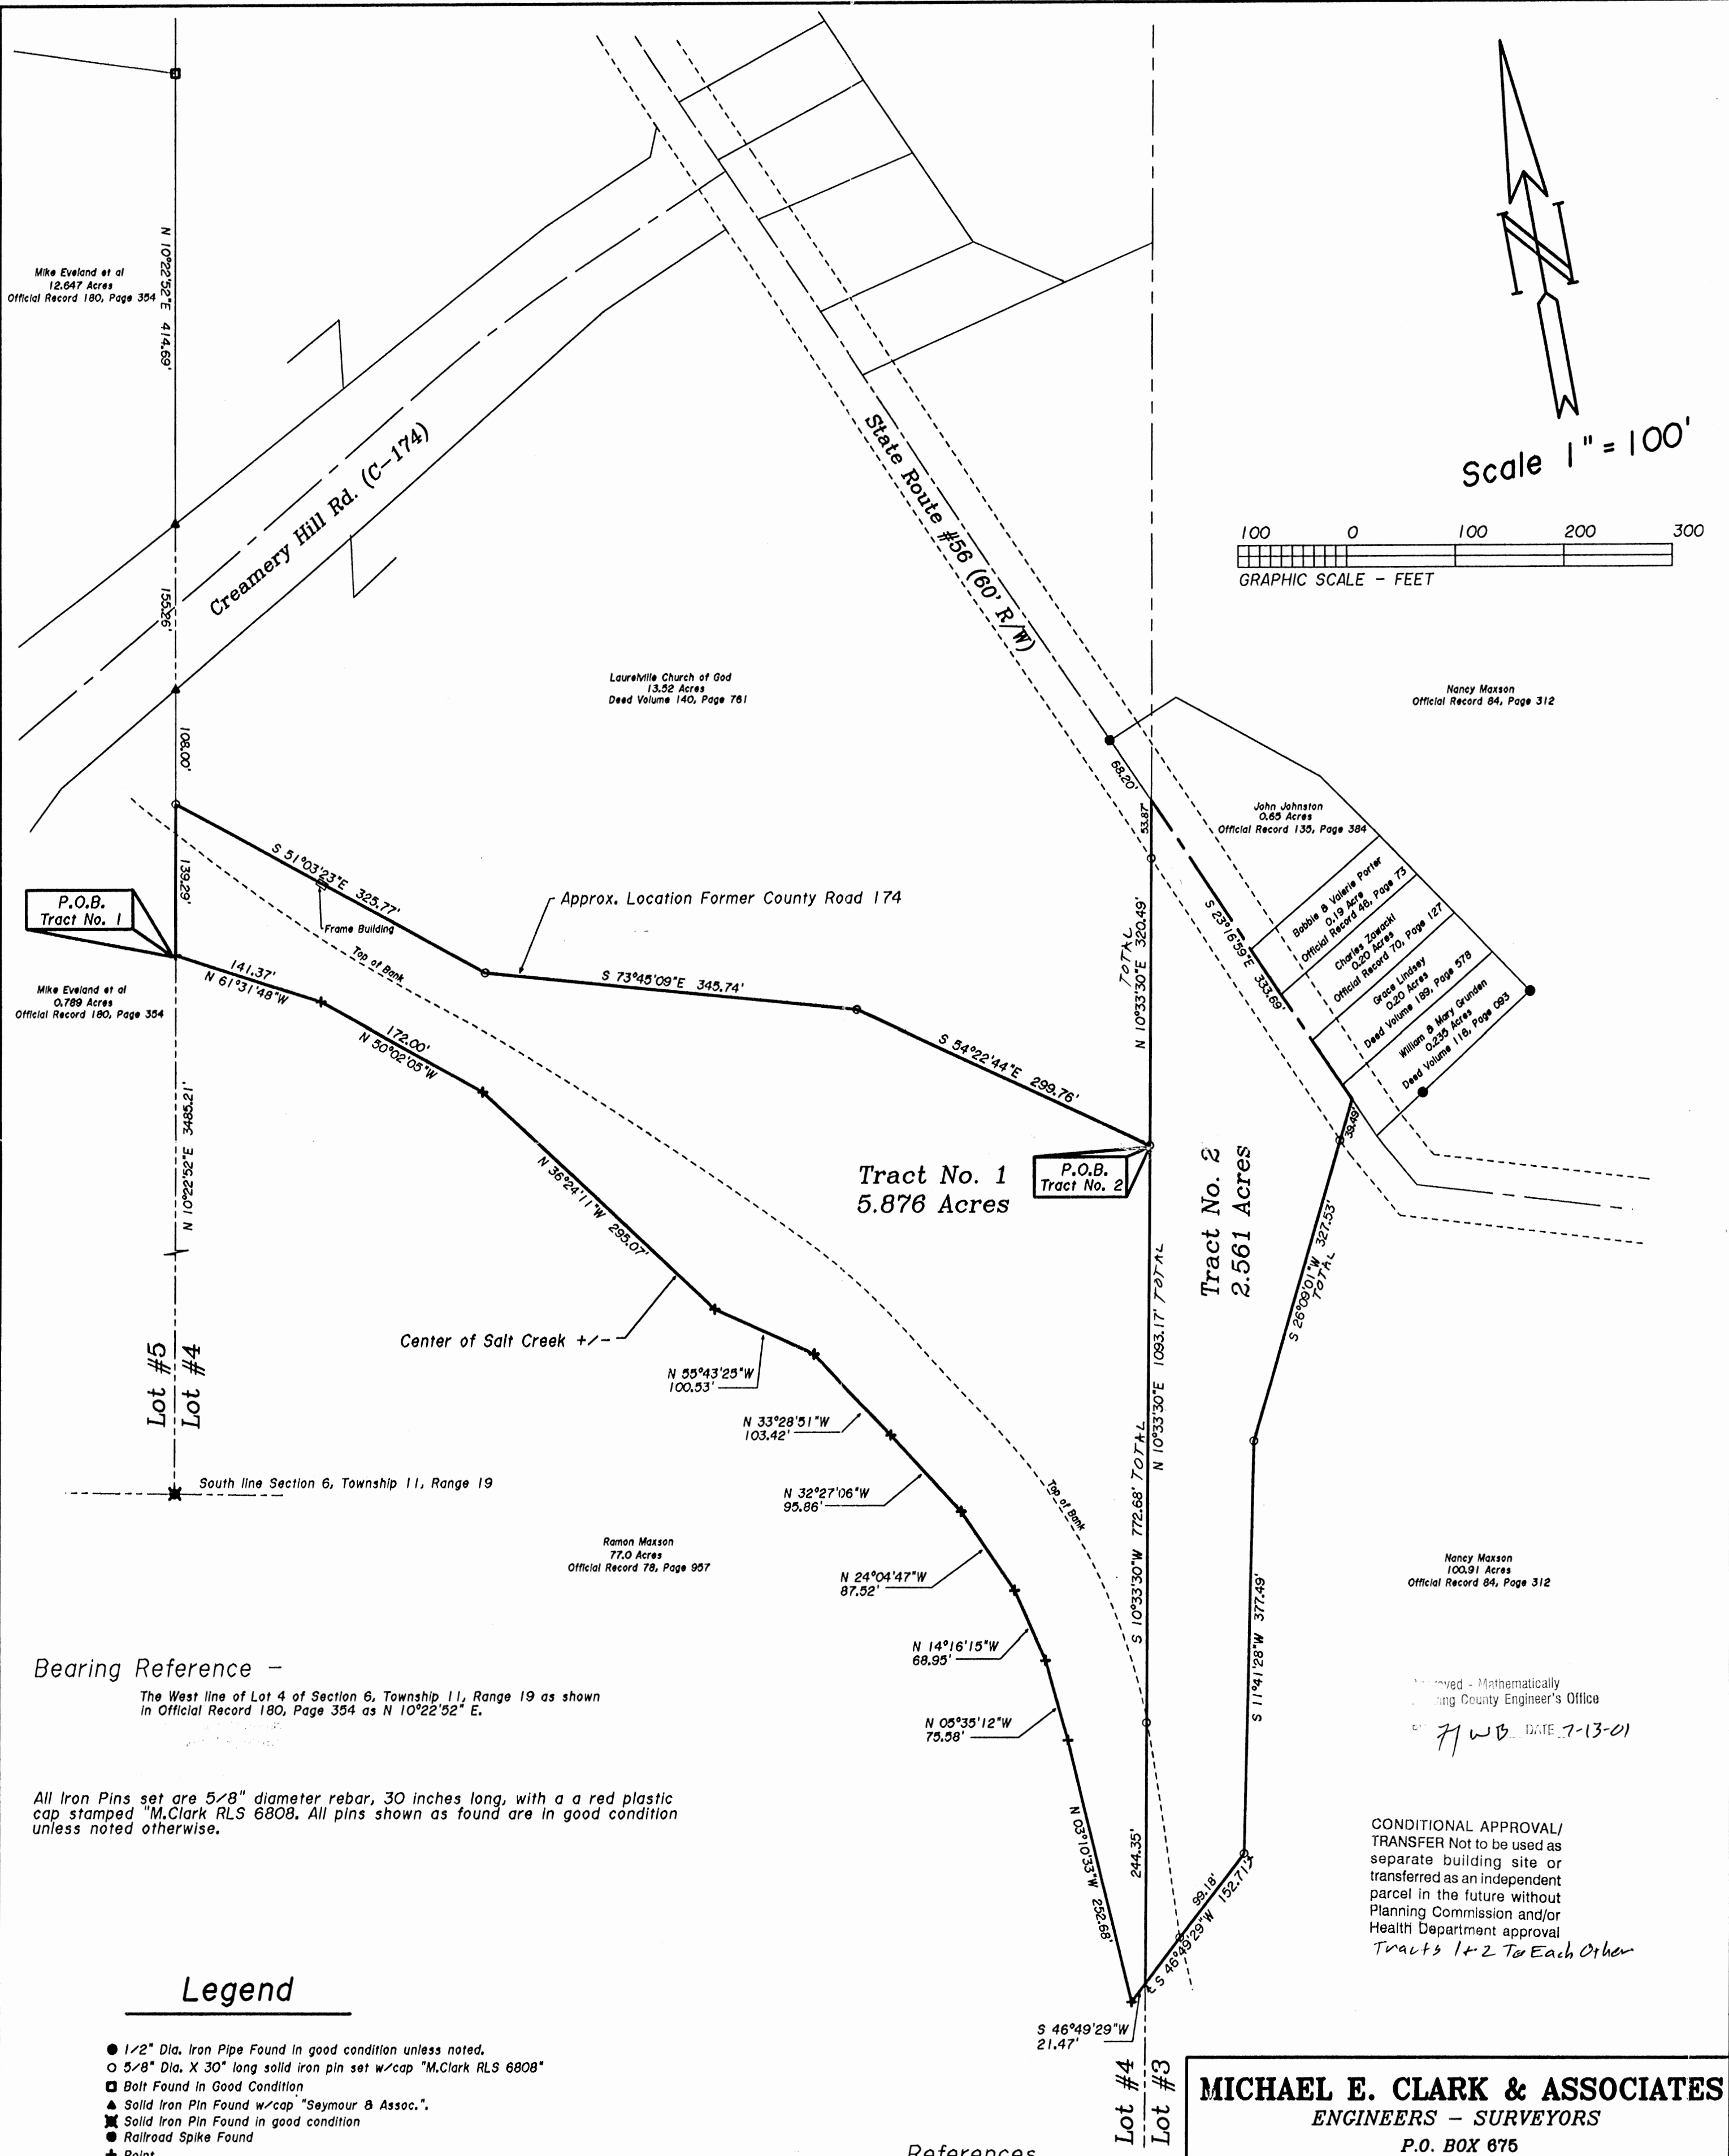 Scale 1" = 100'
100 0 100 200 300
GRAPHIC SCALE - FEET
N 10°22'52"E 414.69'
Mike Eveland et al
12.647 Acres
Official Record 180, Page 354
155.26'
Creamery Hill Rd. (C-174)
State Route #56 (60' R/W)
Laurelville Church of God
13.52 Acres
Deed Volume 140, Page 761
Nancy Maxson
Official Record 84, Page 312
108.00'
68.20'
53.87'
John Johnston
0.65 Acres
Official Record 135, Page 384
Bobbie & Valerie Porter
0.19 Acre
Official Record 46, Page 73
Charles Zawacki
0.20 Acres
Official Record 70, Page 127
Grace Lindsey
0.20 Acres
Deed Volume 189, Page 578
William & Mary Grunden
0.235 Acres
Deed Volume 116, Page 093
139.29'
S 51°03'23"E 325.77'
Frame Building
Top of Bank
Approx. Location Former County Road 174
P.O.B.
Tract No. 1
141.37'
N 61°31'48"W
S 73°45'09"E 345.74'
TOTAL
N 10°33'30"E 320.49'
S 23°16'59"E 333.69'
Mike Eveland et al
0.789 Acres
Official Record 180, Page 354
172.00'
N 50°02'05"W
S 54°22'44"E 299.76'
39.49'
N 10°22'52"E 3485.21'
N 36°24'11"W 295.07'
Tract No. 1
5.876 Acres
P.O.B.
Tract No. 2
Tract No. 2
2.561 Acres
S 26°09'01"W 327.53'
TOTAL
N 10°33'30"E 1093.17' TOTAL
Center of Salt Creek +/-
Lot #5
Lot #4
N 55°43'25"W
100.53'
N 33°28'51"W
103.42'
S 10°33'30"W 772.68' TOTAL
South line Section 6, Township 11, Range 19
N 32°27'06"W
95.86'
Top of Bank
Ramon Maxson
77.0 Acres
Official Record 78, Page 957
N 24°04'47"W
87.52'
Nancy Maxson
100.91 Acres
Official Record 84, Page 312
S 11°41'28"W 377.49'
N 14°16'15"W
68.95'
Bearing Reference -
The West line of Lot 4 of Section 6, Township 11, Range 19 as shown
in Official Record 180, Page 354 as N 10°22'52" E.
N 05°35'12"W
75.58'
- Mathematically
County Engineer's Office
DATE 7-13-01
All Iron Pins set are 5/8" diameter rebar, 30 inches long, with a a red plastic
cap stamped "M.Clark RLS 6808. All pins shown as found are in good condition
unless noted otherwise.
N 03°10'33"W 252.68'
244.35'
99.18'
S 46°49'29"W 152.71'
CONDITIONAL APPROVAL/
TRANSFER Not to be used as
separate building site or
transferred as an independent
parcel in the future without
Planning Commission and/or
Health Department approval
Tracts 1+2 To Each Other
S 46°49'29"W
21.47'
Lot #4
Lot #3
Legend
1/2" Dia. Iron Pipe Found in good condition unless noted.
5/8" Dia. X 30" long solid iron pin set w/cap "M.Clark RLS 6808"
Bolt Found in Good Condition
Solid Iron Pin Found w/cap "Seymour & Assoc.".
Solid Iron Pin Found in good condition
Railroad Spike Found
Point
References
MICHAEL E. CLARK & ASSOCIATES
ENGINEERS - SURVEYORS
P.O. BOX 675